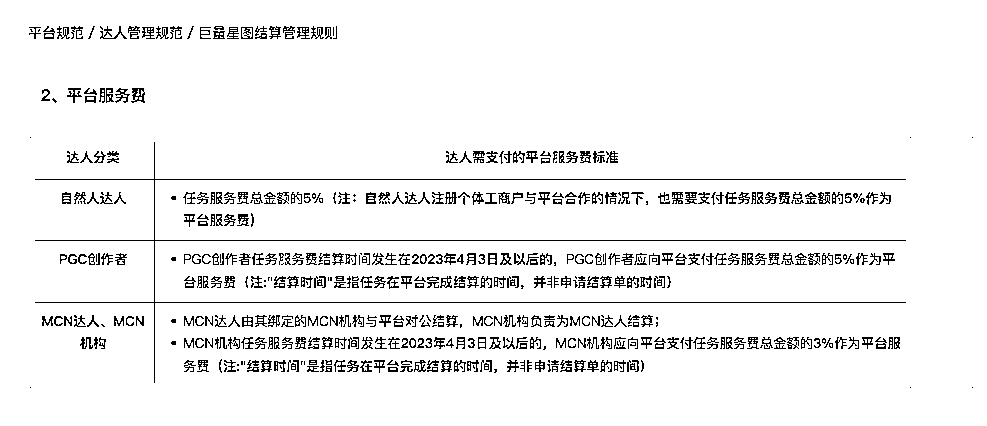 平台规范 / 达人管理规范 / 巨量星图结算管理规则
2、平台服务费
达人分类
达人需支付的平台服务费标准
自然人达人
• 任务服务费总金额的5%（注：自然人达人注册个体工商户与平台合作的情况下，也需要支付任务服务费总金额的5%作为
平台服务费）
PGC创作者
• PGC创作者任务服务费结算时间发生在2023年4月3日及以后的，PGC创作者应向平台支付任务服务费总金额的5%作为平
台服务费（注:"结算时间"是指任务在平台完成结算的时间，并非申请结算单的时间）
MCN达人、MCN
机构
• MCN达人由其绑定的MCN机构与平台对公结算，MCN机构负责为MCN达人结算；
• MCN机构任务服务费结算时间发生在2023年4月3日及以后的，MCN机构应向平台支付任务服务费总金额的3%作为平台服
务费（注:"结算时间"是指任务在平台完成结算的时间，并非申请结算单的时间）